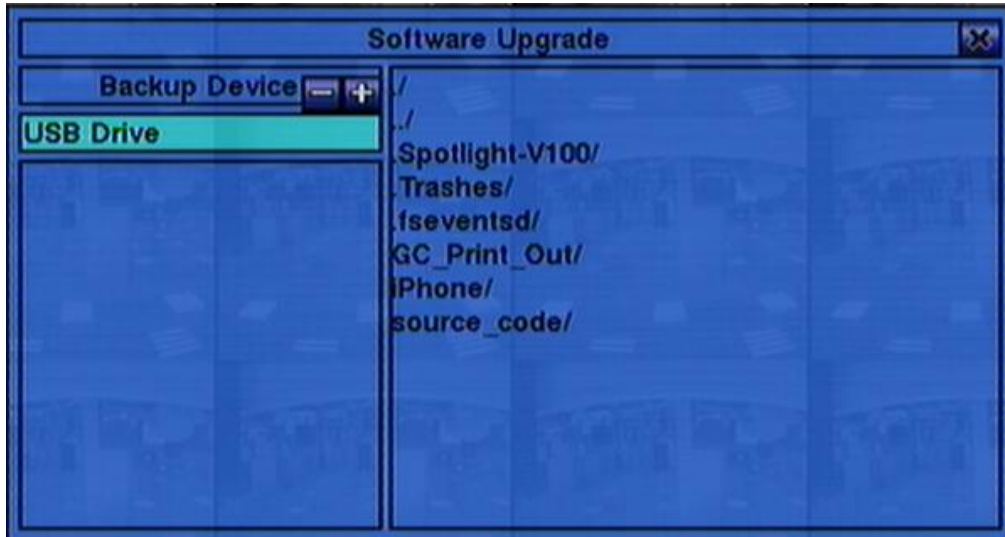 Software Upgrade
Backup Device
USB Drive
./
../
.Spotlight-V100/
.Trashes/
.fseventsd/
GC_Print_Out/
iPhone/
source_code/